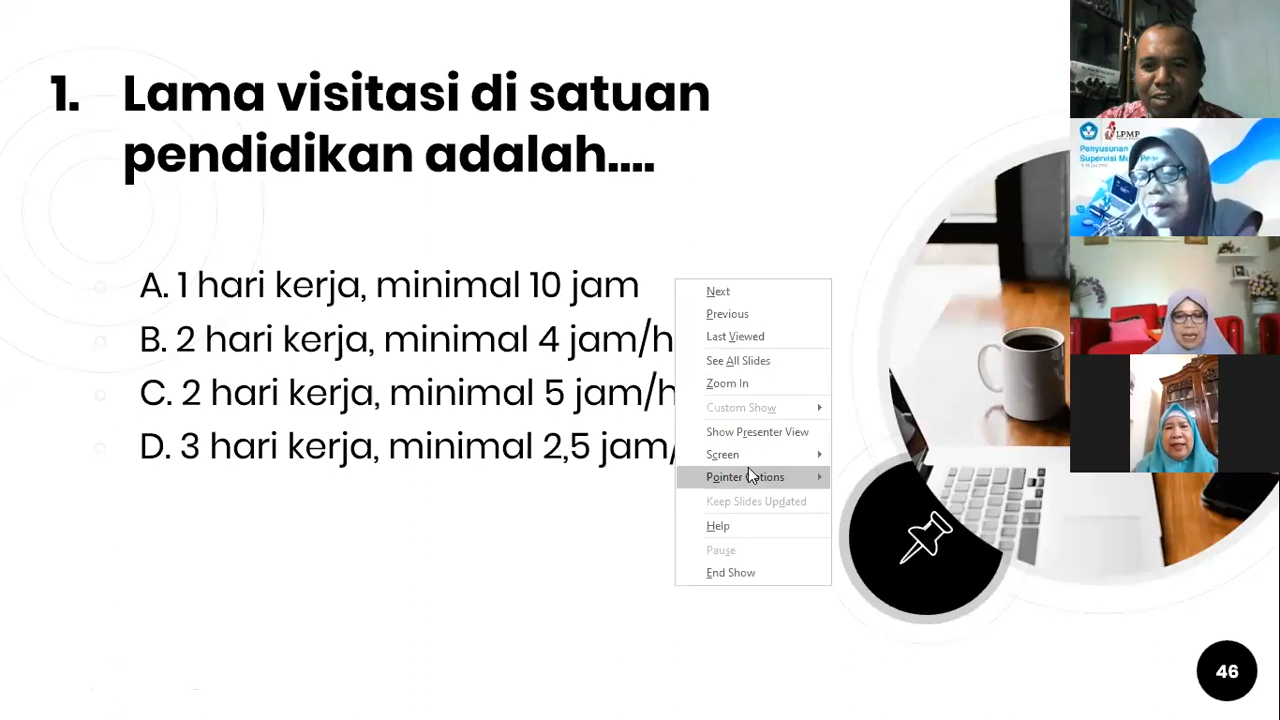 1. Lama visitasi di satuan
pendidikan adalah....
A. 1 hari kerja, minimal 10 jam
B. 2 hari kerja, minimal 4 jam/h
C. 2 hari kerja, minimal 5 jam/h
D. 3 hari kerja, minimal 2,5 jam/
Next
Previous
Last Viewed
See All Slides
Zoom In
Custom Show
Show Presenter View
Screen
Pointer Options
Keep Slides Updated
Help
Pause
End Show
LPMP
Penyusunan
Supervisi
46